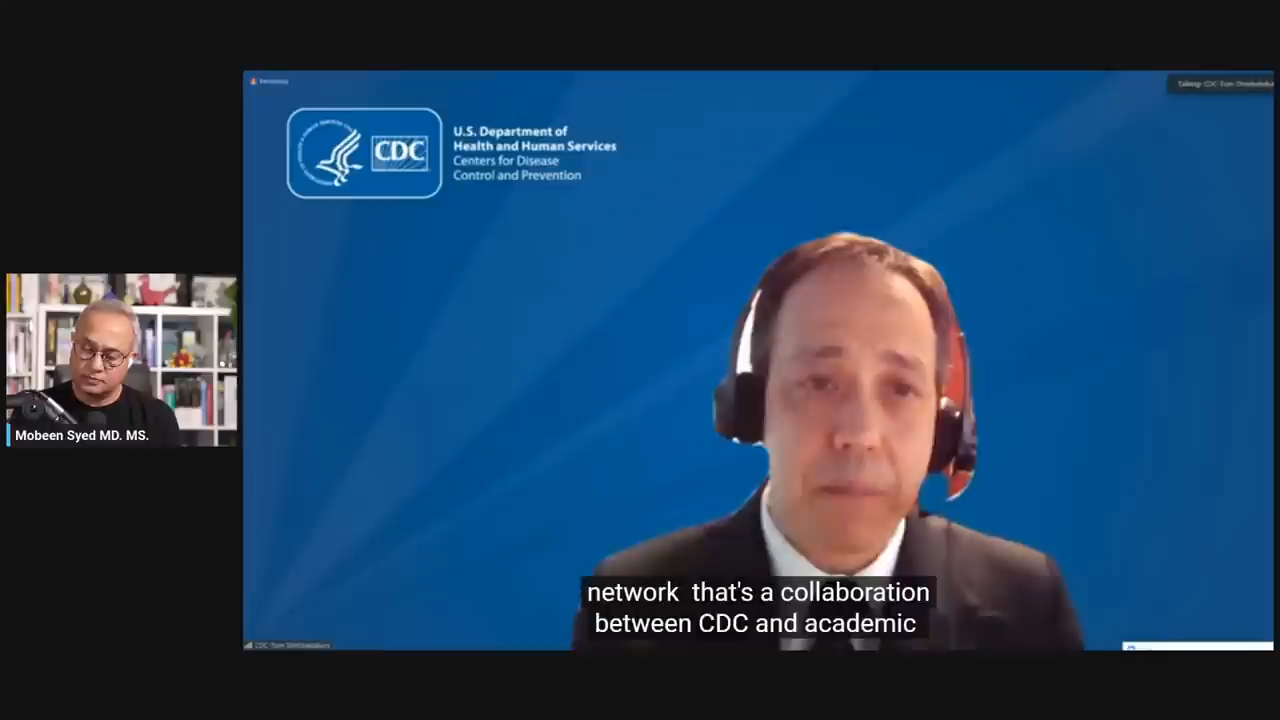 CDC
U.S. Department of
Health and Human Services
Centers for Disease
Control and Prevention
Mobeen Syed MD. MS.
network that's a collaboration
between CDC and academic